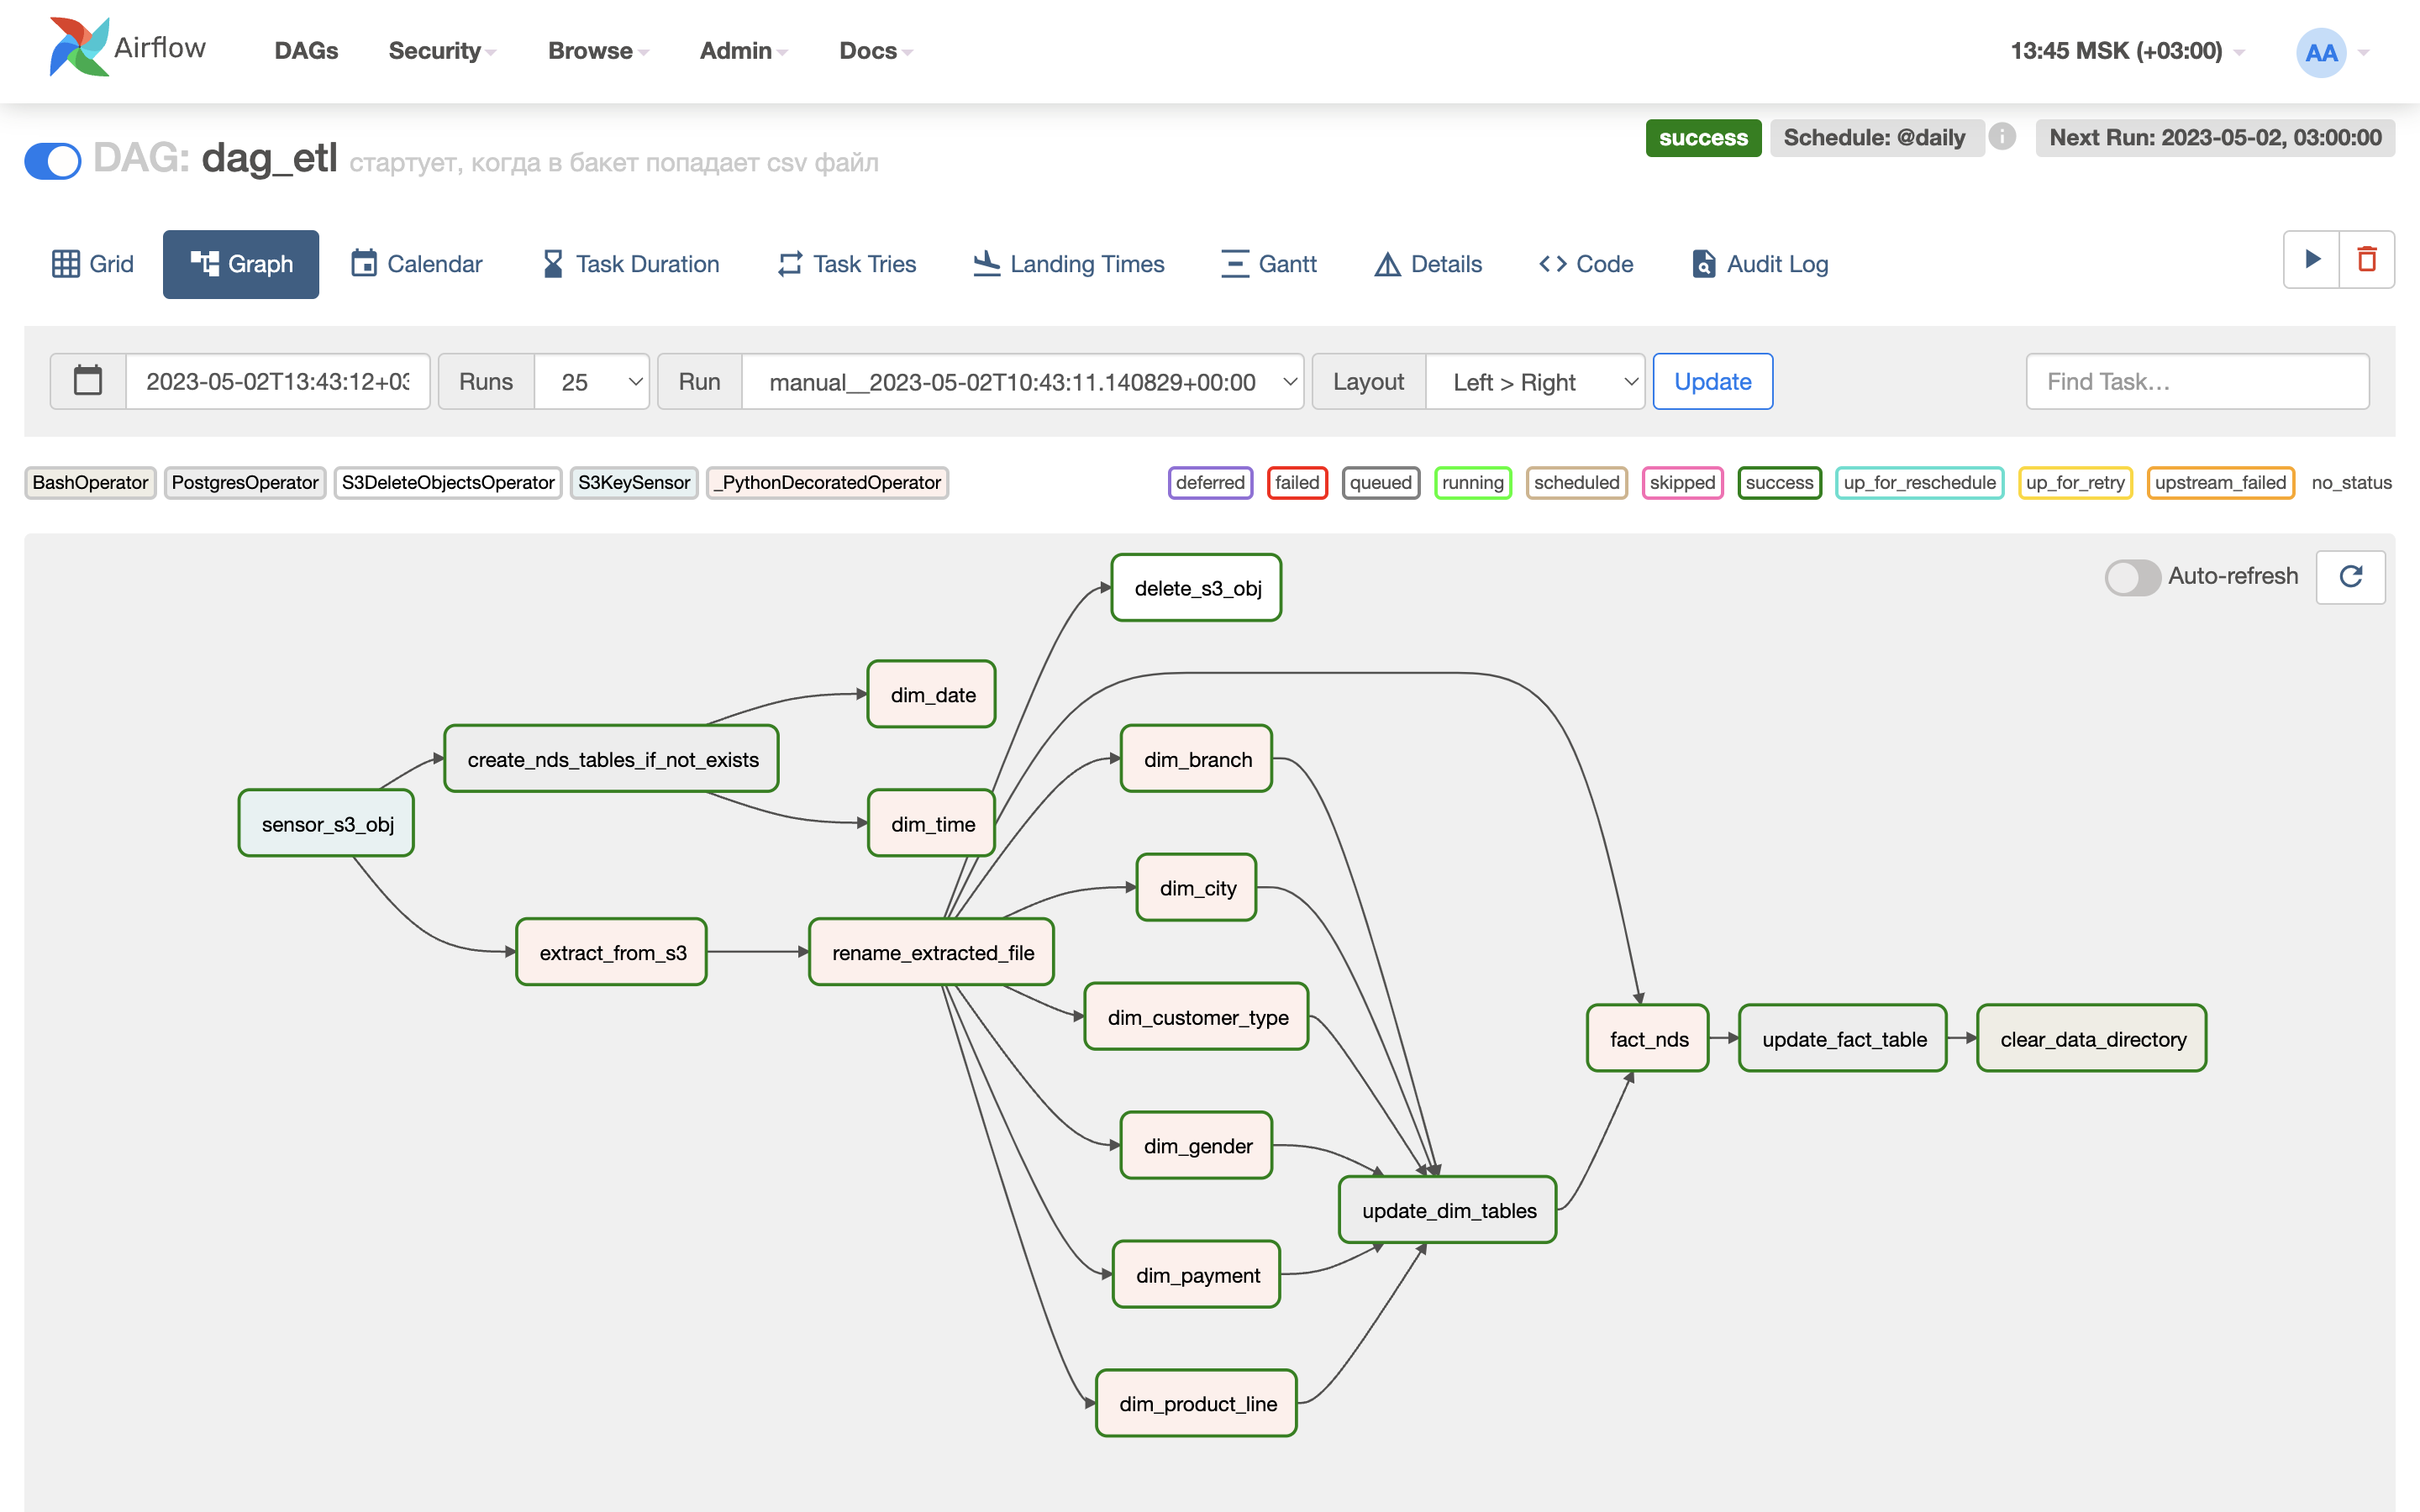 Airflow DAGs Security Browse Admin Docs 13:45 MSK (+03:00) AA
DAG: dag_etl стартует, когда в бакет попадает csv файл success Schedule: @daily i Next Run: 2023-05-02, 03:00:00
Grid Graph Calendar Task Duration Task Tries Landing Times Gantt Details Code Audit Log
2023-05-02T13:43:12+03 Runs 25 Run manual__2023-05-02T10:43:11.140829+00:00 Layout Left > Right Update Find Task…
BashOperator PostgresOperator S3DeleteObjectsOperator S3KeySensor _PythonDecoratedOperator deferred failed queued running scheduled skipped success up_for_reschedule up_for_retry upstream_failed no_status
Auto-refresh
delete_s3_obj
dim_date
create_nds_tables_if_not_exists
dim_branch
sensor_s3_obj
dim_time
dim_city
extract_from_s3
rename_extracted_file
dim_customer_type
fact_nds
update_fact_table
clear_data_directory
dim_gender
update_dim_tables
dim_payment
dim_product_line